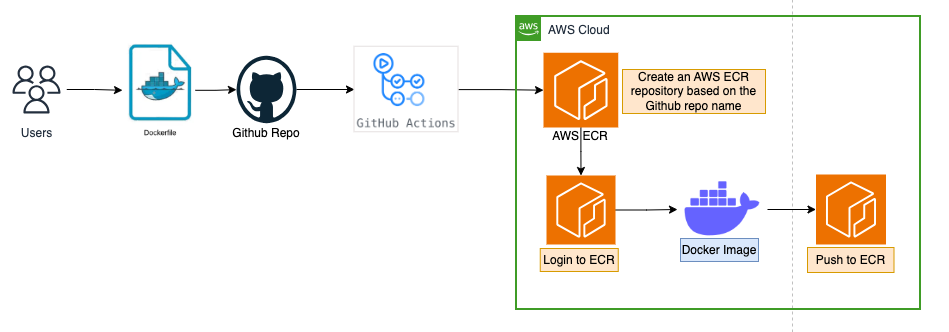 aws
AWS Cloud
Create an AWS ECR
repository based on the
Github repo name
Users
Dockerfile
Github Repo
GitHub Actions
AWS ECR
Login to ECR
Docker Image
Push to ECR